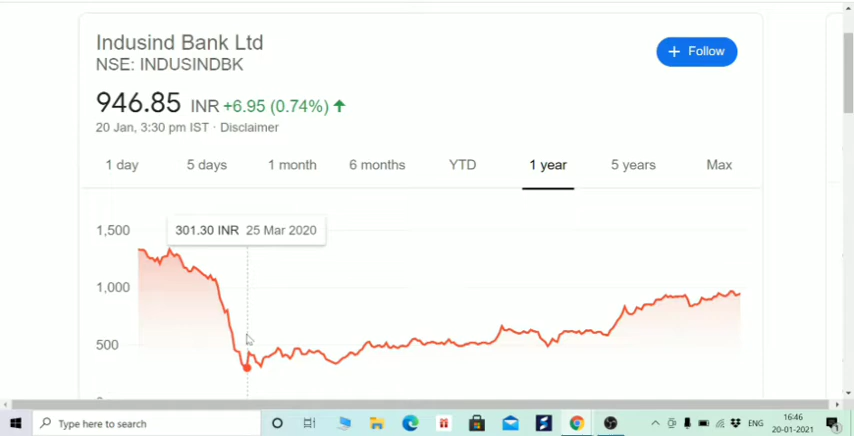 Indusind Bank Ltd
NSE: INDUSINDBK
Follow
946.85 INR +6.95 (0.74%)
20 Jan, 3:30 pm IST · Disclaimer
1 day 5 days 1 month 6 months YTD 1 year 5 years Max
301.30 INR 25 Mar 2020
1,500
1,000
500
Type here to search
ENG
16:46
20-01-2021